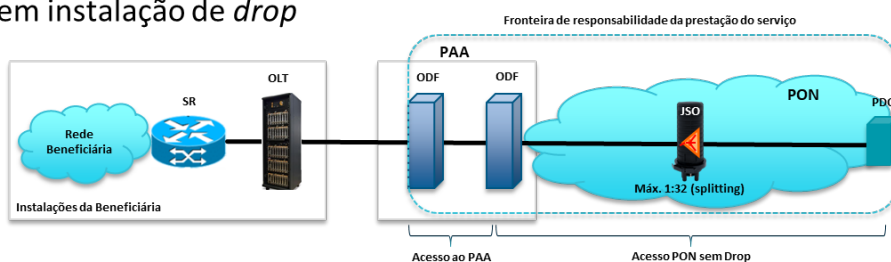 em instalação de drop
Fronteira de responsabilidade da prestação do serviço
PAA
ODF
ODF
OLT
SR
PON
JSO
Rede
Beneficiária
Máx. 1:32 (splitting)
Instalações da Beneficiária
Acesso ao PAA
Acesso PON sem Drop